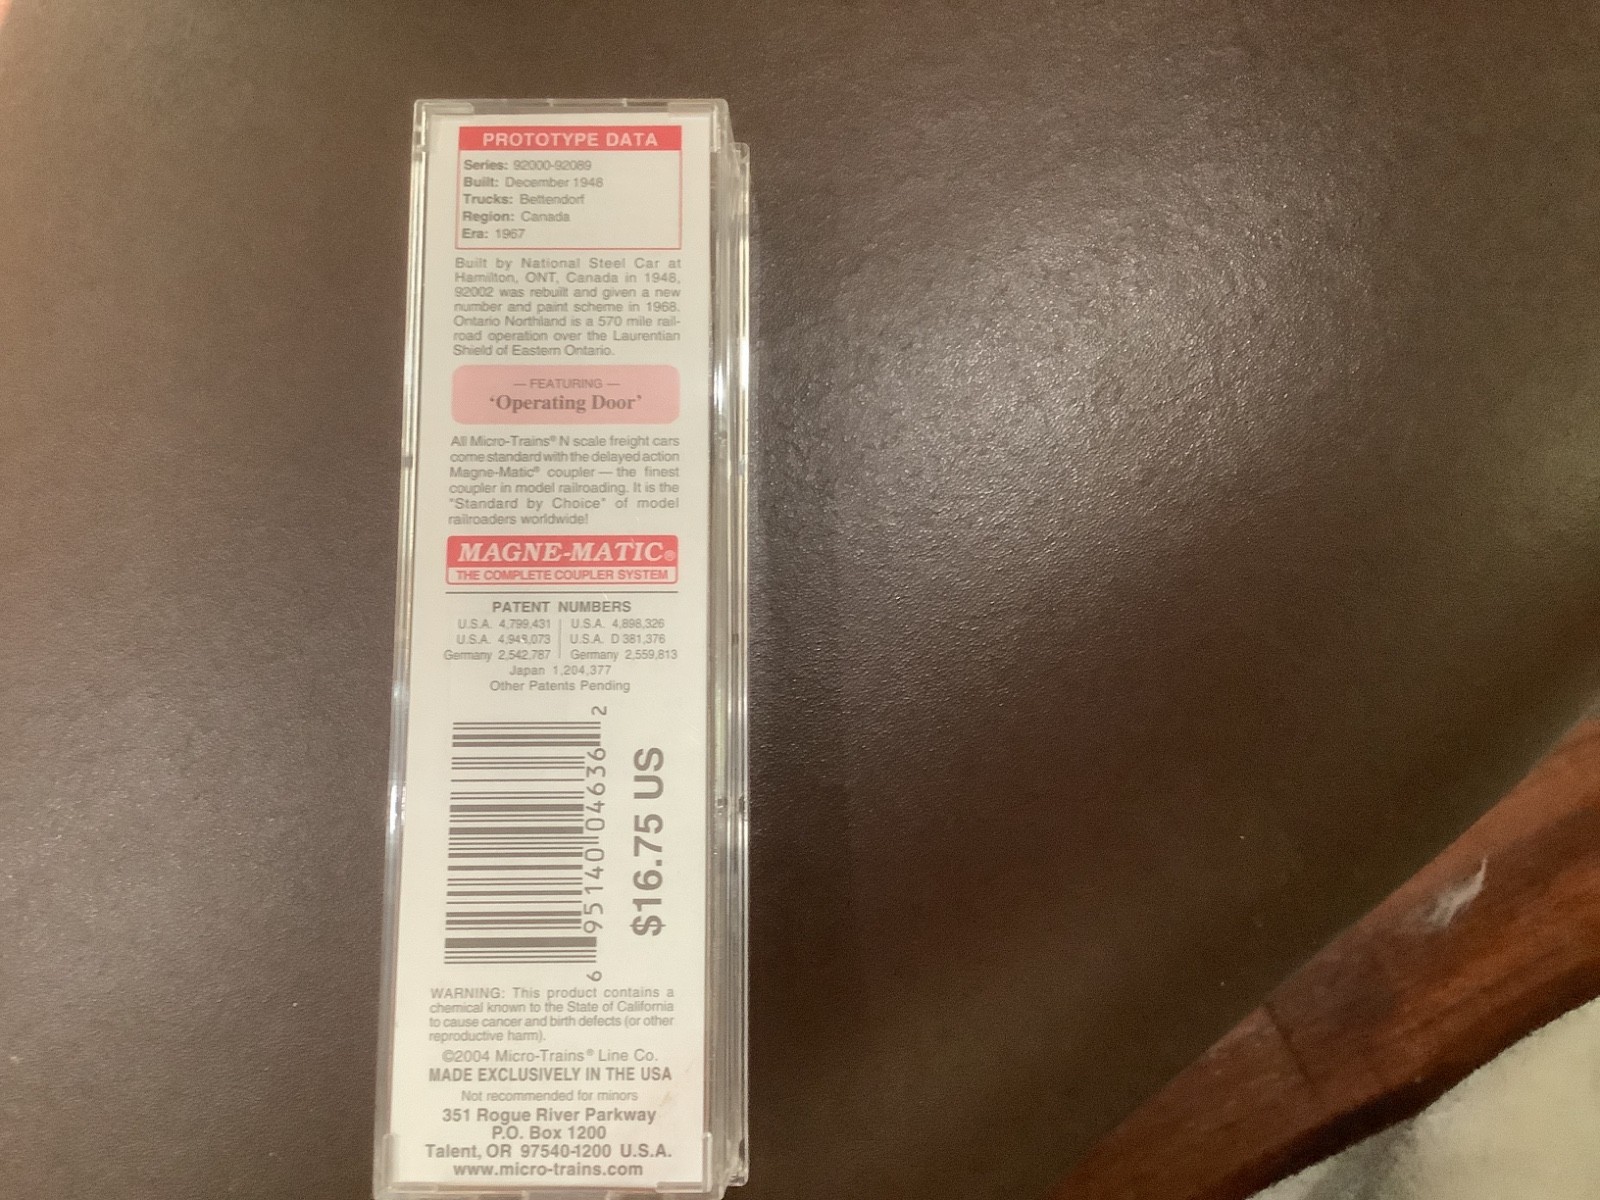 PROTOTYPE DATA
Series: 92000-92089
Built: December 1948
Trucks: Bettendorf
Region: Canada
Era: 1967
Built by National Steel Car at
Hamilton, ONT, Canada in 1948,
92002 was rebuilt and given a new
number and paint scheme in 1968.
Ontario Northland is a 570 mile rail-
road operation over the Laurentian
Shield of Eastern Ontario.
— FEATURING —
‘Operating Door’
All Micro-Trains® N scale freight cars
come standard with the delayed action
Magne-Matic® coupler — the finest
coupler in model railroading. It is the
"Standard by Choice" of model
railroaders worldwide!
MAGNE-MATIC®
THE COMPLETE COUPLER SYSTEM
PATENT NUMBERS
U.S.A. 4,799,431 | U.S.A. 4,898,326
U.S.A. 4,949,073 | U.S.A. D 381,376
Germany 2,542,787 | Germany 2,559,813
Japan 1,204,377
Other Patents Pending
6 95140 04636 2
$16.75 US
WARNING: This product contains a
chemical known to the State of California
to cause cancer and birth defects (or other
reproductive harm).
©2004 Micro-Trains® Line Co.
MADE EXCLUSIVELY IN THE USA
Not recommended for minors
351 Rogue River Parkway
P.O. Box 1200
Talent, OR 97540-1200 U.S.A.
www.micro-trains.com